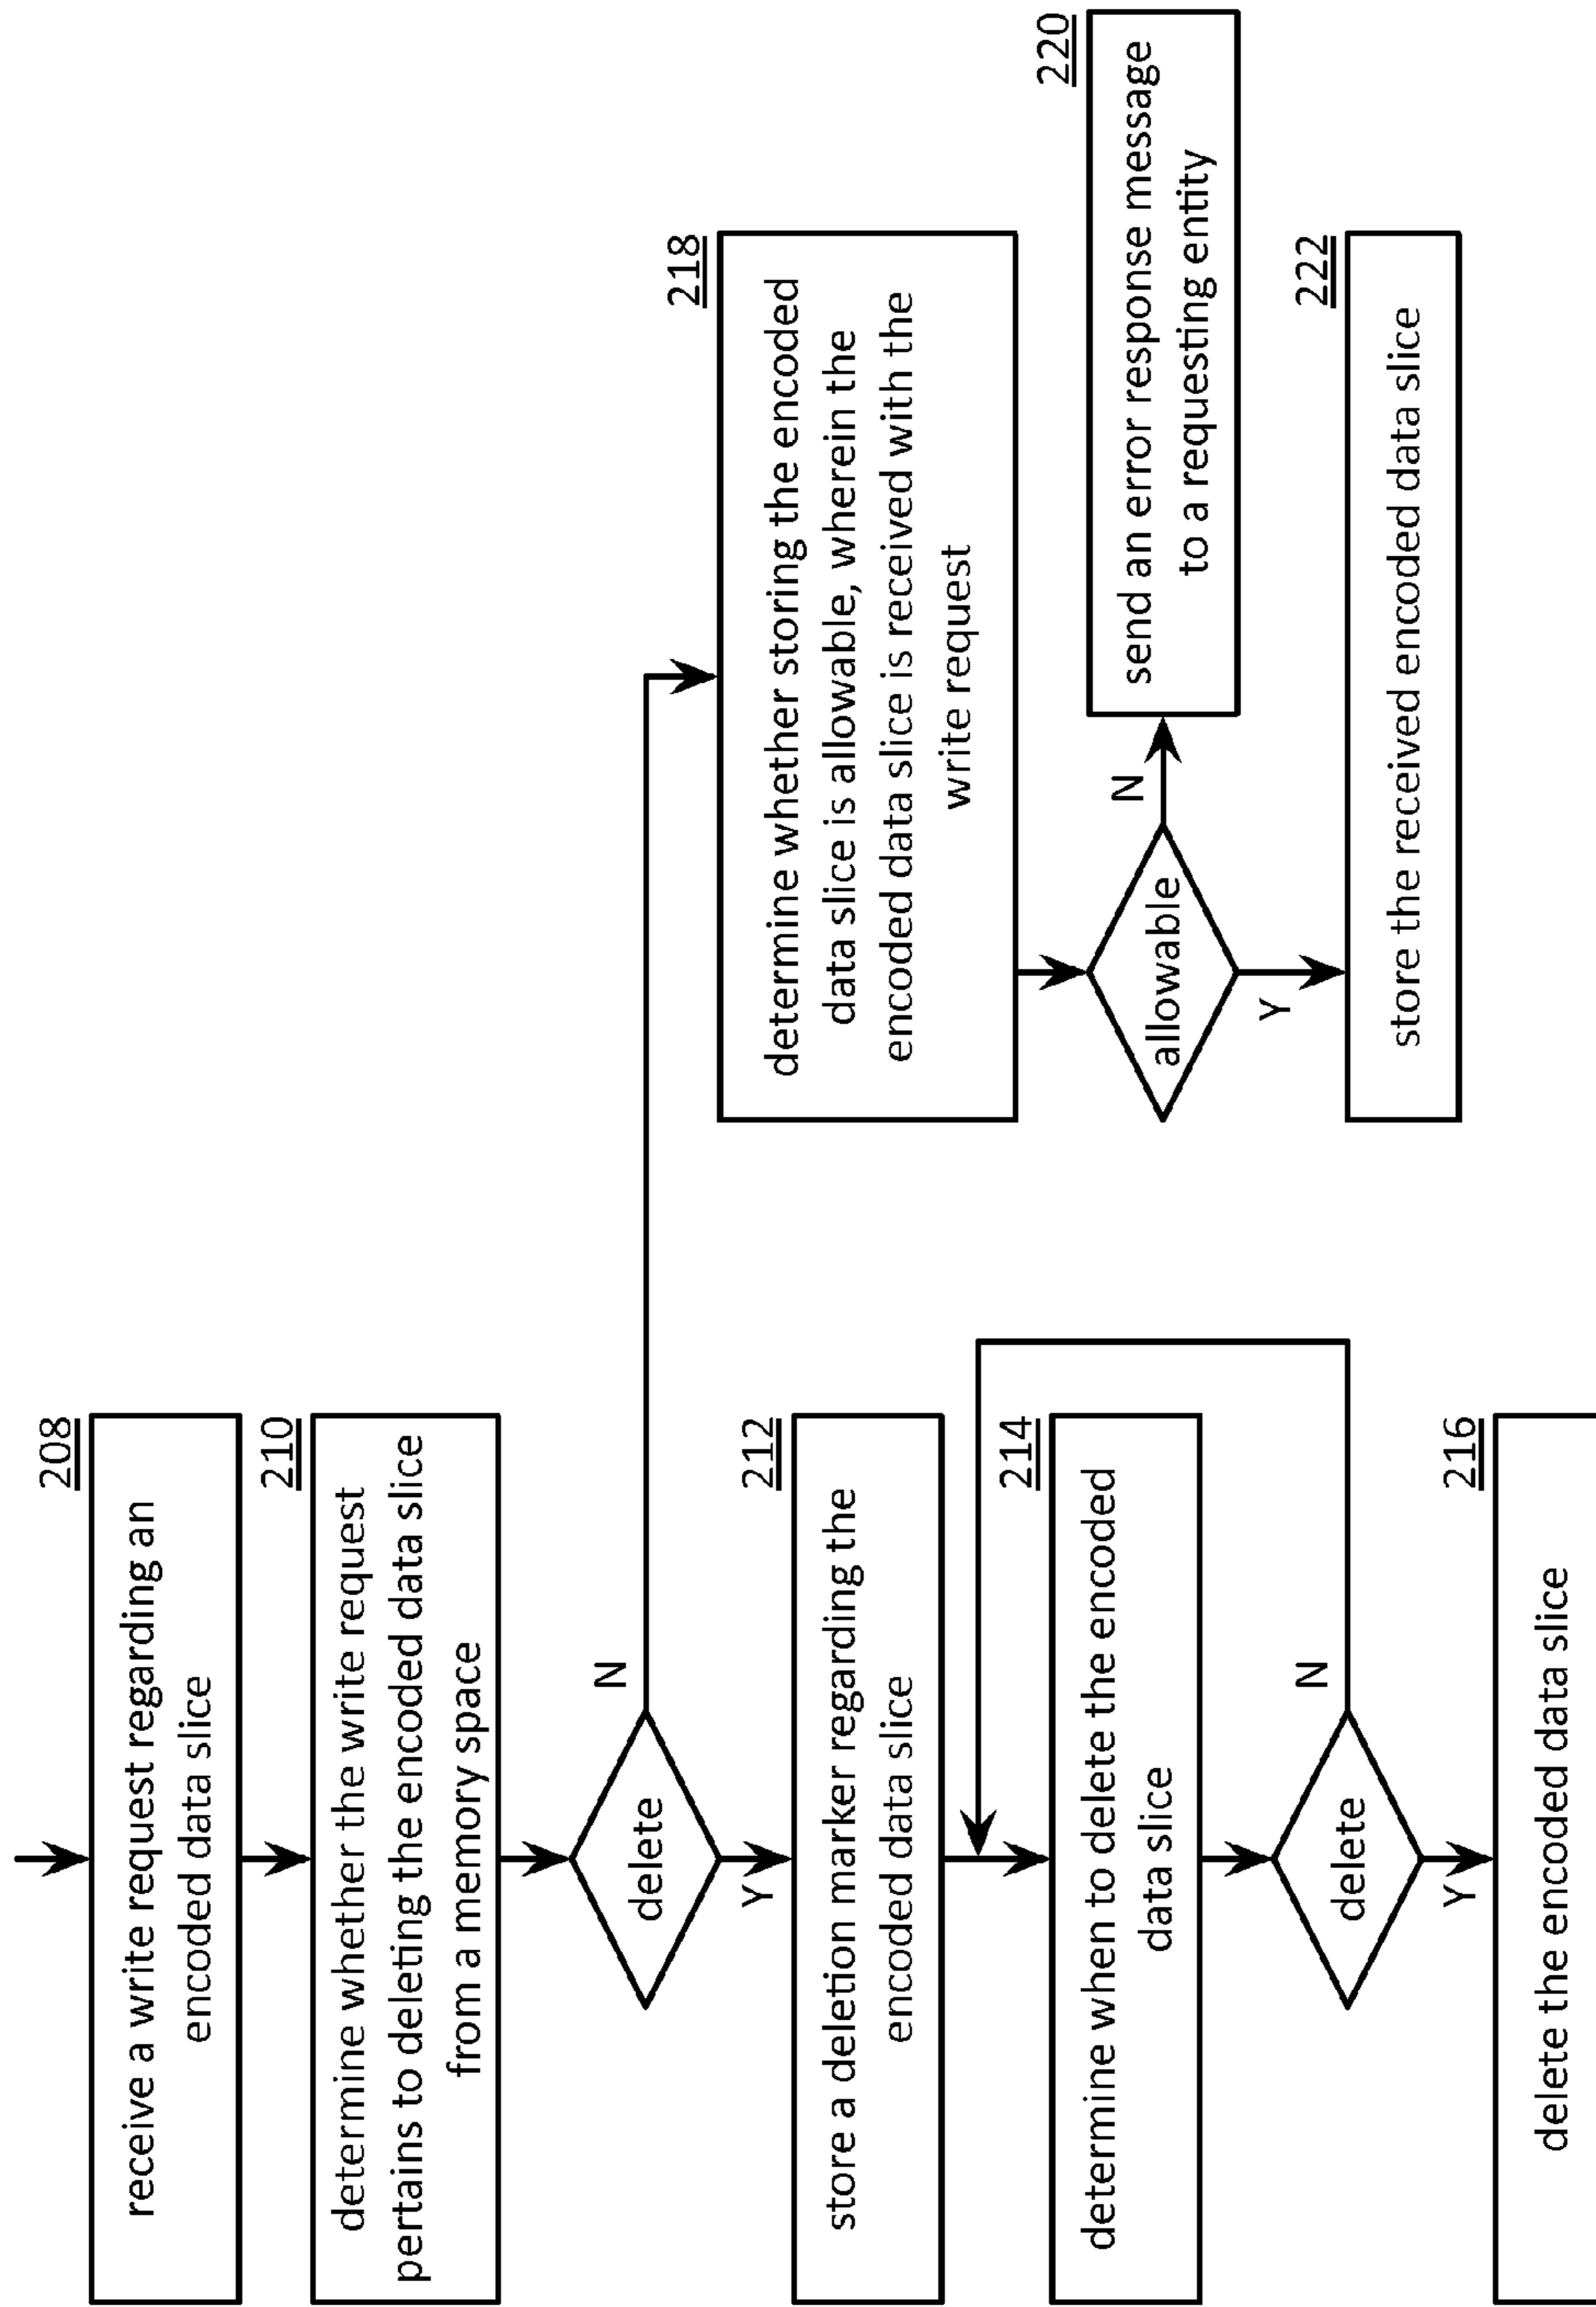 208
receive a write request regarding an
encoded data slice
210
determine whether the write request
pertains to deleting the encoded data slice
from a memory space
delete
N
Y
212
store a deletion marker regarding the
encoded data slice
214
determine when to delete the encoded
data slice
delete
N
Y
216
delete the encoded data slice
218
determine whether storing the encoded
data slice is allowable, wherein the
encoded data slice is received with the
write request
allowable
N
Y
220
send an error response message
to a requesting entity
222
store the received encoded data slice